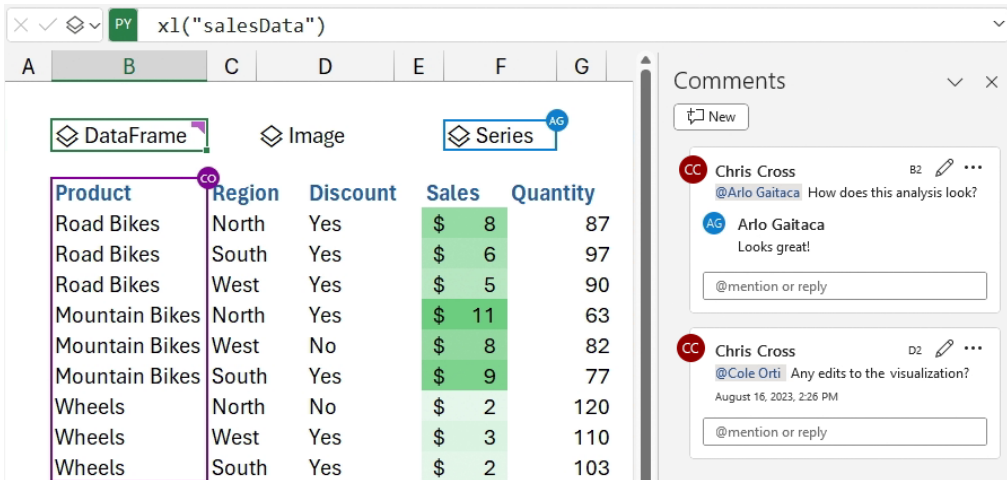 PY xl("salesData")
A B C D E F G
DataFrame Image Series AG
CO
Product Region Discount Sales Quantity
Road Bikes North Yes $ 8 87
Road Bikes South Yes $ 6 97
Road Bikes West Yes $ 5 90
Mountain Bikes North Yes $ 11 63
Mountain Bikes West No $ 8 82
Mountain Bikes South Yes $ 9 77
Wheels North No $ 2 120
Wheels West Yes $ 3 110
Wheels South Yes $ 2 103
Comments
New
CC Chris Cross B2
@Arlo Gaitaca How does this analysis look?
AG Arlo Gaitaca
Looks great!
@mention or reply
CC Chris Cross D2
@Cole Orti Any edits to the visualization?
August 16, 2023, 2:26 PM
@mention or reply